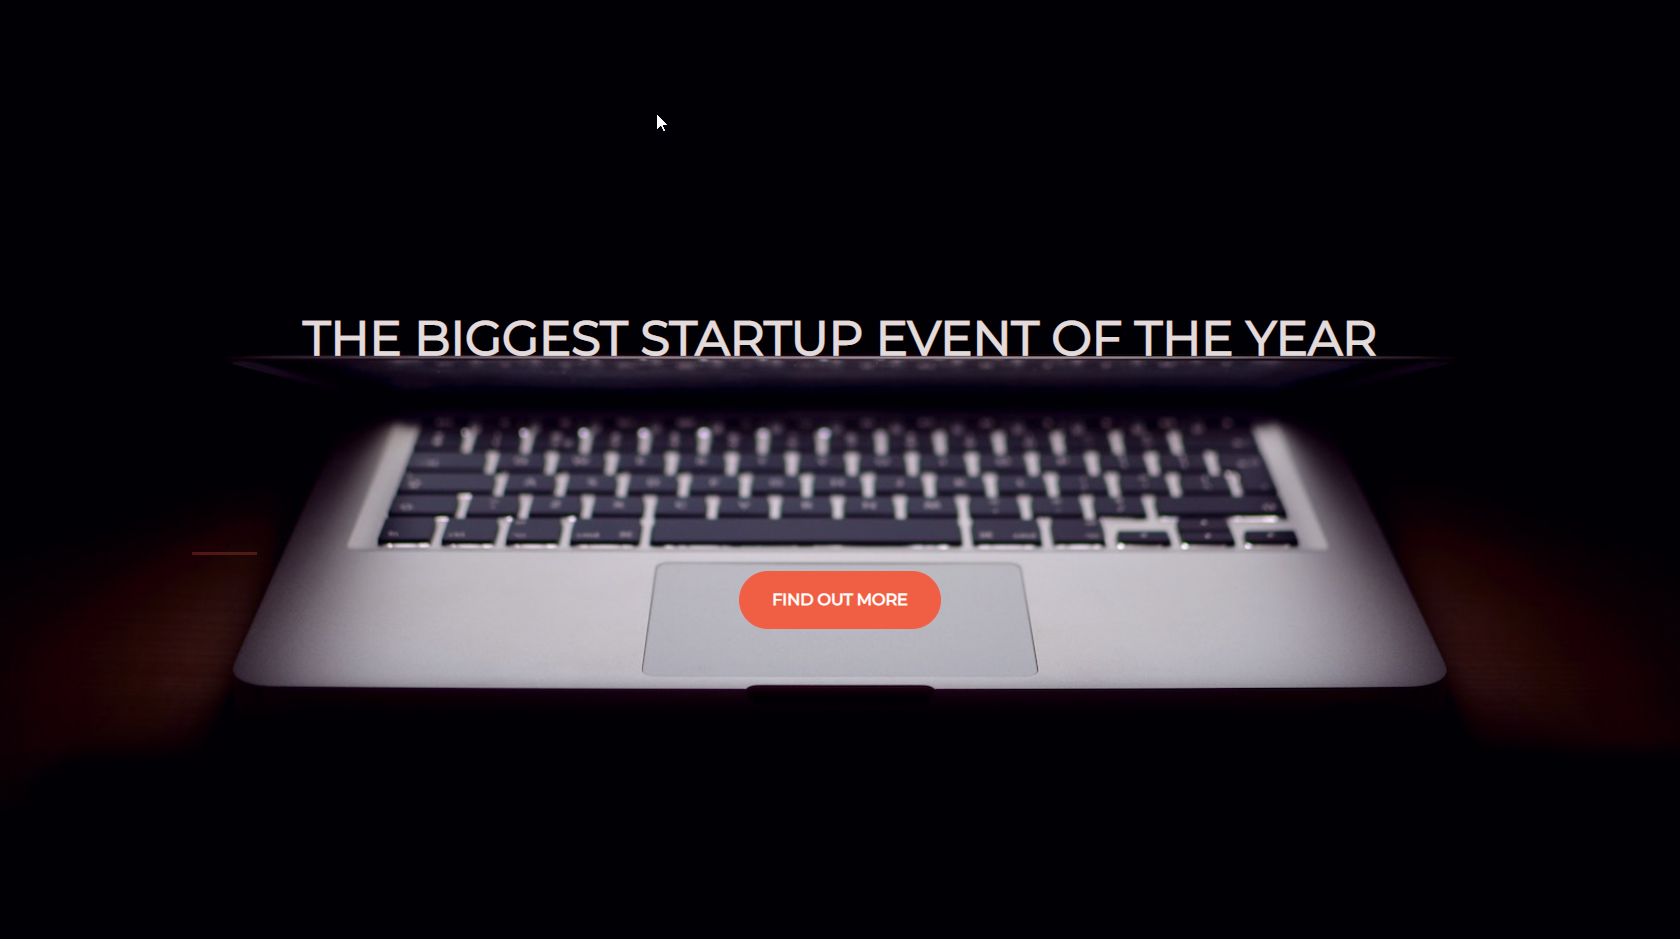 THE BIGGEST STARTUP EVENT OF THE YEAR
FIND OUT MORE